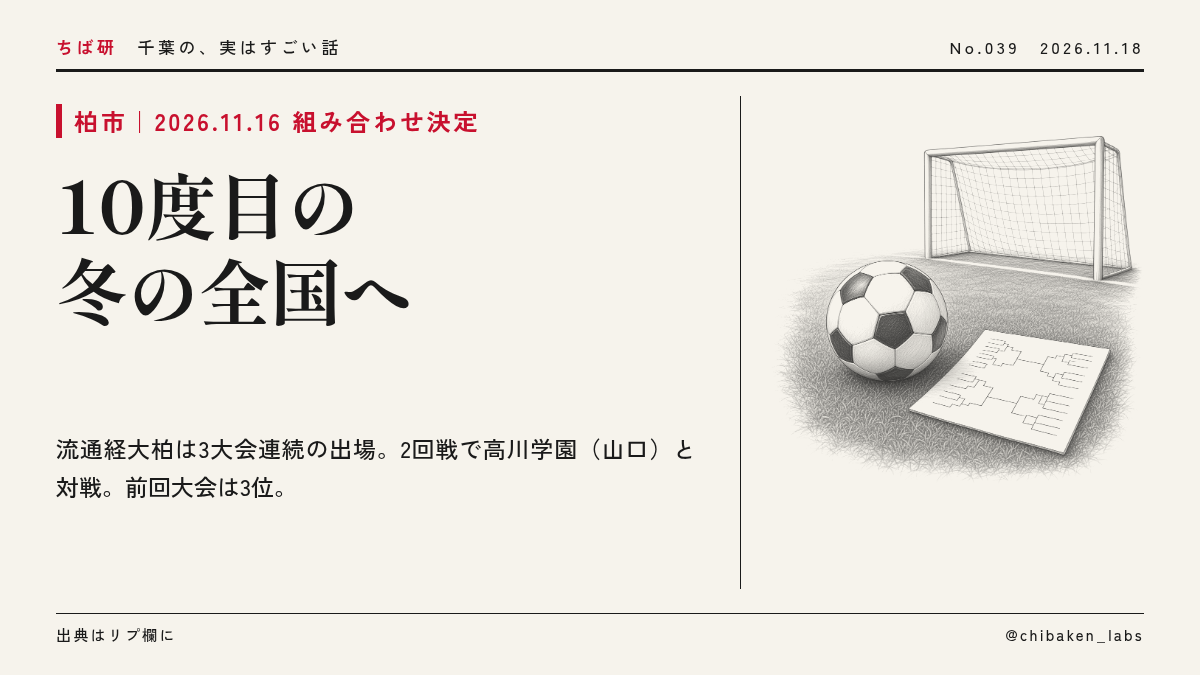 ちば研　千葉の、実はすごい話
No.039　2026.11.18
柏市｜2026.11.16 組み合わせ決定
10度目の
冬の全国へ
流通経大柏は3大会連続の出場。2回戦で高川学園（山口）と
対戦。前回大会は3位。
出典はリプ欄に
@chibaken_labs